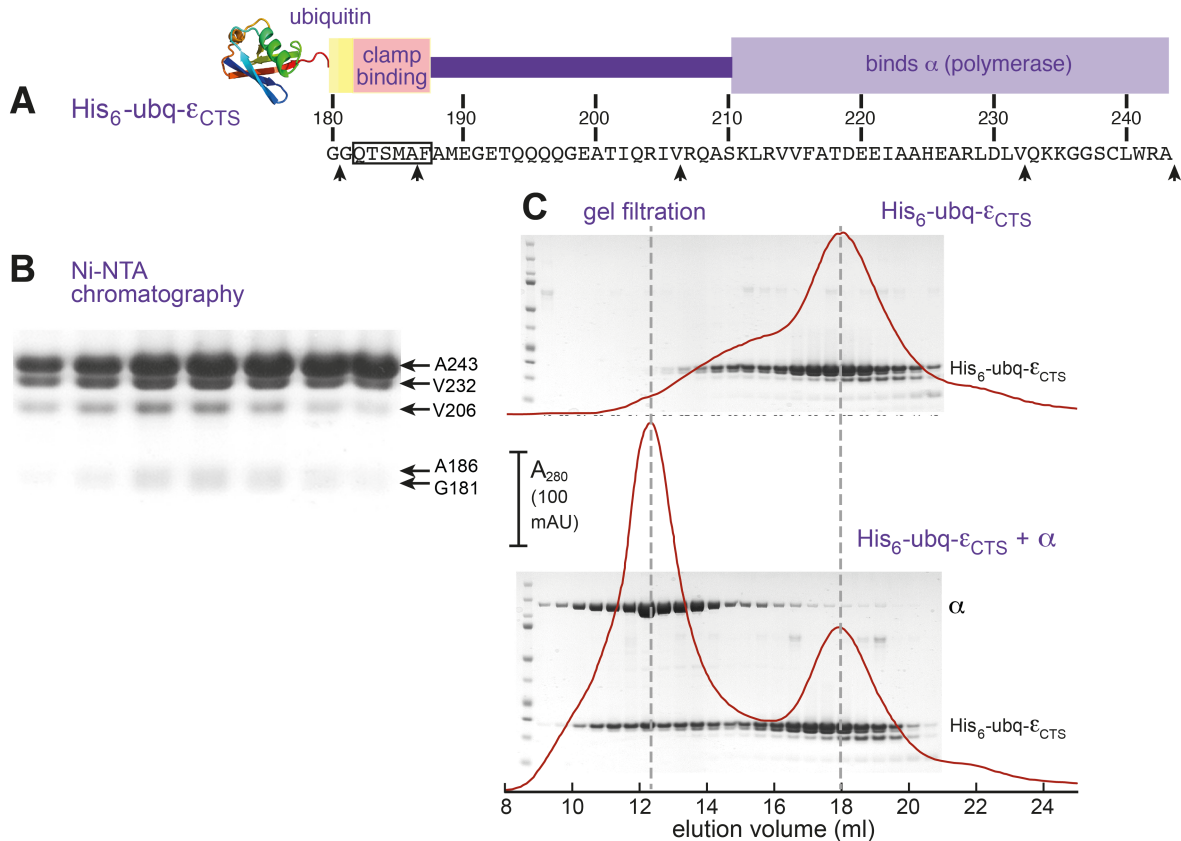 ubiquitin
clamp
binding
binds α (polymerase)
A
His6-ubq-εCTS
180 190 200 210 220 230 240
GGQTSMAFAMEGETQQQQGEATIQRIVRQASKLRVVFATDEEIAAHEARLDLVQKKGGSCLWRA
B
Ni-NTA
chromatography
A243
V232
V206
A186
G181
C
gel filtration
His6-ubq-εCTS
His6-ubq-εCTS
A280
(100
mAU)
His6-ubq-εCTS + α
α
His6-ubq-εCTS
8 10 12 14 16 18 20 22 24
elution volume (ml)